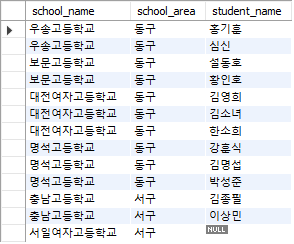 school_name school_area student_name
우송고등학교 동구 홍기훈
우송고등학교 동구 심신
보문고등학교 동구 설동호
보문고등학교 동구 황인호
대전여자고등학교 동구 김영희
대전여자고등학교 동구 김소녀
대전여자고등학교 동구 한소희
명석고등학교 동구 강홍식
명석고등학교 동구 김명섭
명석고등학교 동구 박성준
충남고등학교 서구 김종필
충남고등학교 서구 이상민
서일여자고등학교 서구 NULL